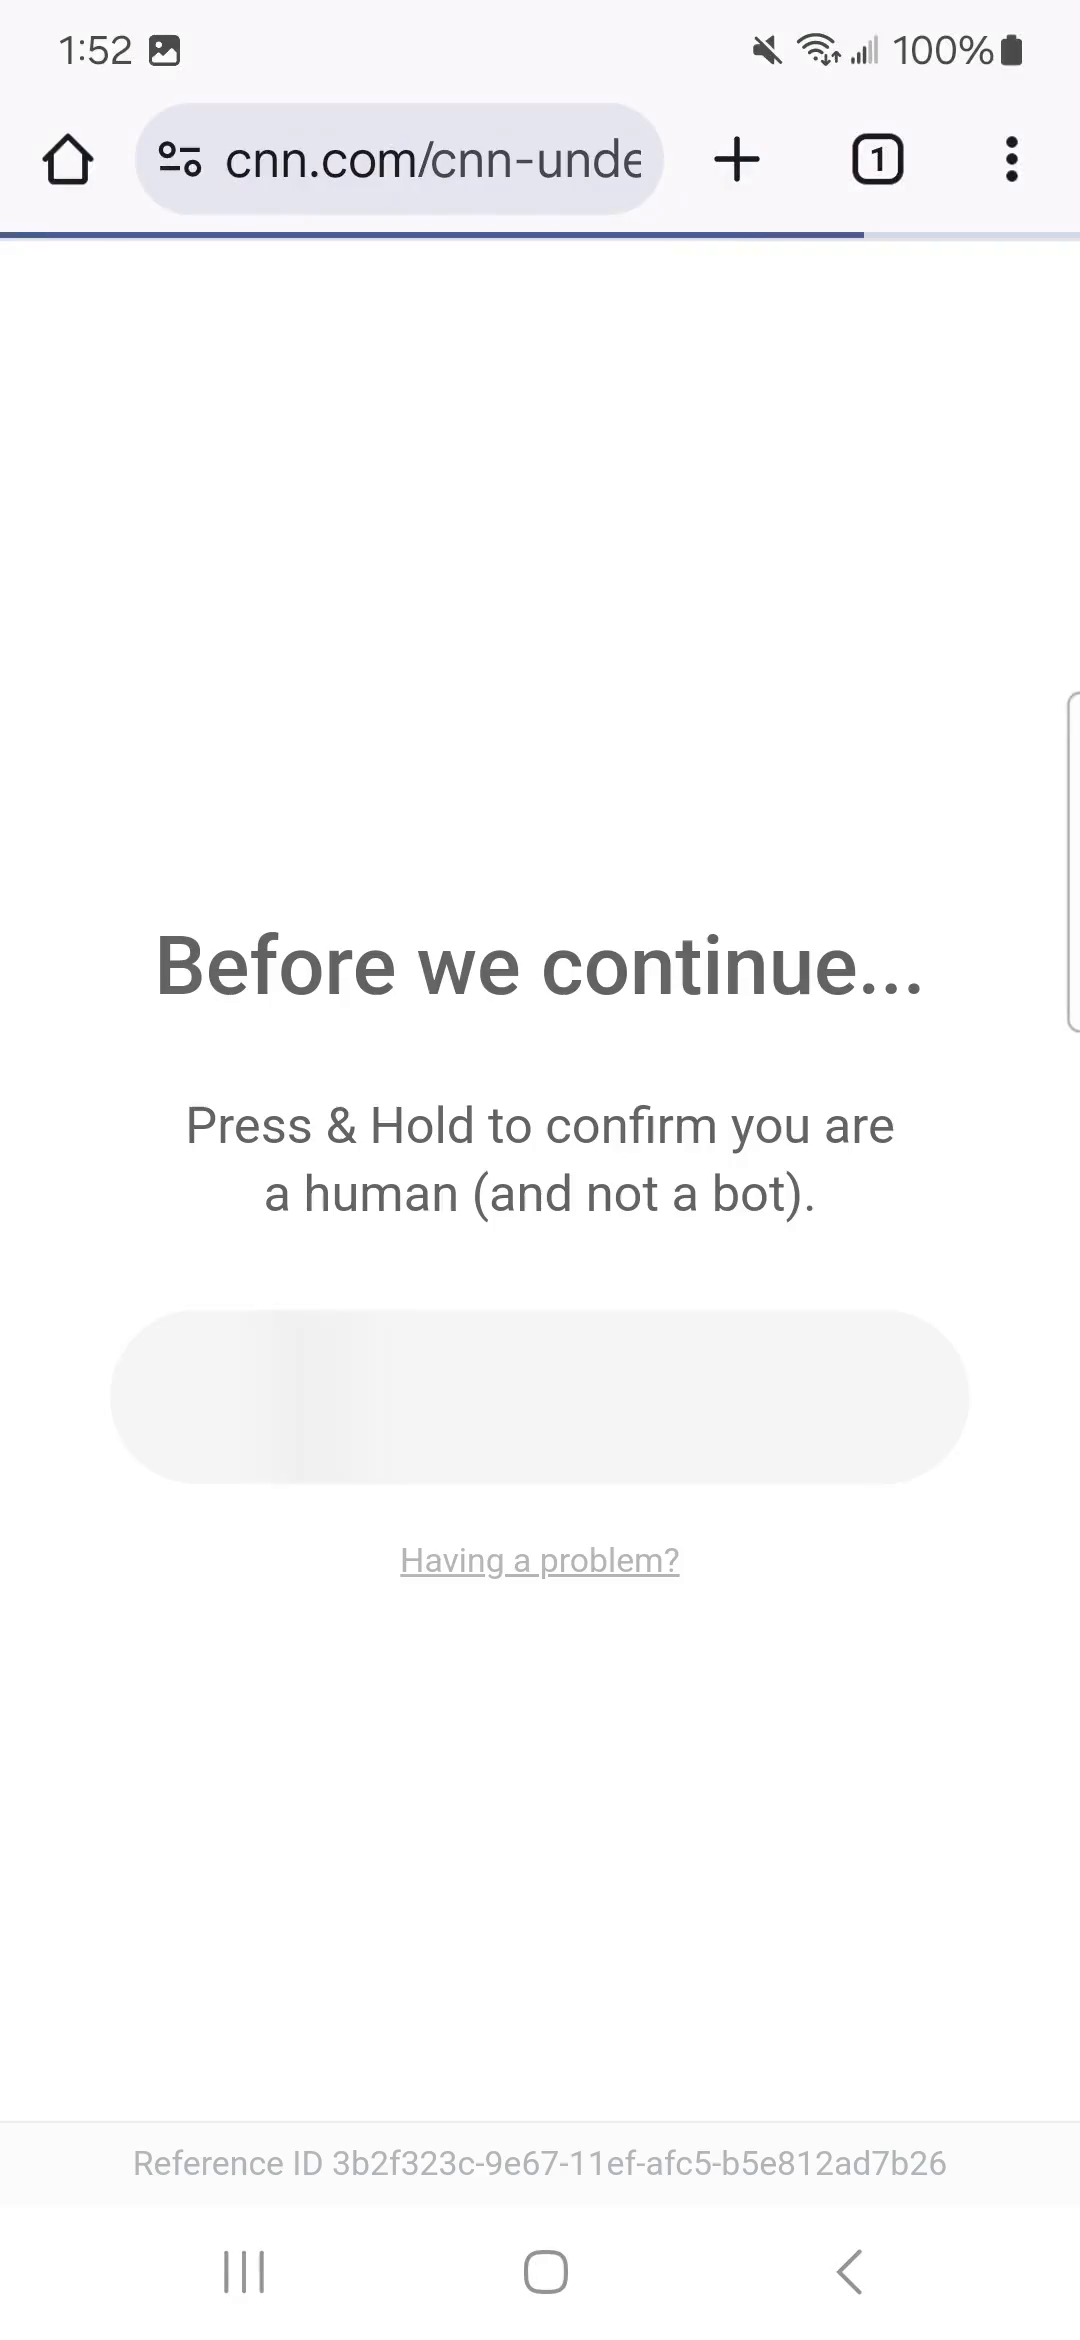 1:52
100%
cnn.com/cnn-unde
1
Before we continue...
Press & Hold to confirm you are
a human (and not a bot).
Having a problem?
Reference ID 3b2f323c-9e67-11ef-afc5-b5e812ad7b26